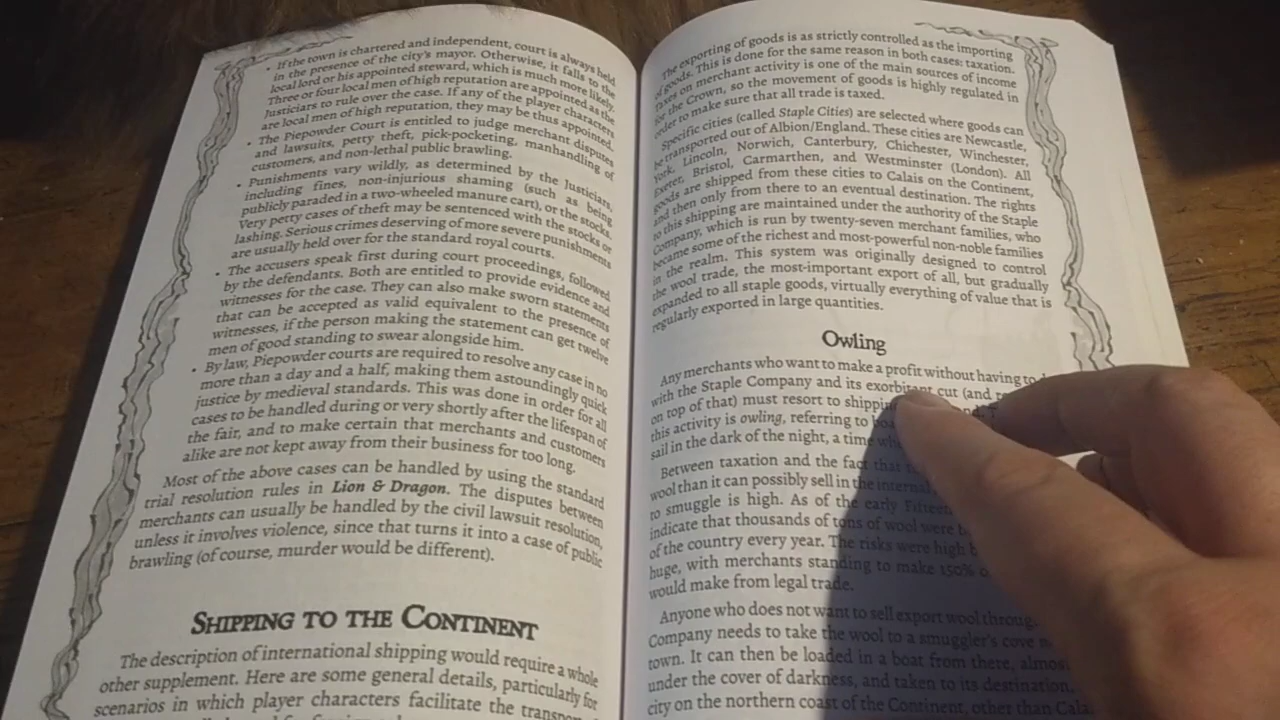 • If the town is chartered and independent, court is always held
in the presence of the city's mayor. Otherwise, it falls to the
local lord or his appointed steward, which is much more likely.
Three or four local men of high reputation are appointed as the
Justiciars to rule over the case. If any of the player characters
are local men of high reputation, they may be thus appointed.
• The Piepowder Court is entitled to judge merchant disputes
and lawsuits, petty theft, pick-pocketing, manhandling of
customers, and non-lethal public brawling.
• Punishments vary wildly, as determined by the Justiciars,
including fines, non-injurious shaming (such as being
publicly paraded in a two-wheeled manure cart), or the stocks.
Very petty cases of theft may be sentenced with the stocks or
lashing. Serious crimes deserving of more severe punishments
are usually held over for the standard royal courts.
• The accusers speak first during court proceedings, followed
by the defendants. Both are entitled to provide evidence and
witnesses for the case. They can also make sworn statements
that can be accepted as valid equivalent to the presence of
witnesses, if the person making the statement can get twelve
men of good standing to swear alongside him.
• By law, Piepowder courts are required to resolve any case in no
more than a day and a half, making them astoundingly quick
justice by medieval standards. This was done in order for all
cases to be handled during or very shortly after the lifespan of
the fair, and to make certain that merchants and customers
alike are not kept away from their business for too long.
Most of the above cases can be handled by using the standard
trial resolution rules in Lion & Dragon. The disputes between
merchants can usually be handled by the civil lawsuit resolution,
unless it involves violence, since that turns it into a case of public
brawling (of course, murder would be different).
SHIPPING TO THE CONTINENT
The description of international shipping would require a whole
other supplement. Here are some general details, particularly for
scenarios in which player characters facilitate the
The exporting of goods is as strictly controlled as the importing
of goods. This is done for the same reason in both cases: taxation.
Taxes on merchant activity is one of the main sources of income
for the Crown, so the movement of goods is highly regulated in
order to make sure that all trade is taxed.
Specific cities (called Staple Cities) are selected where goods can
be transported out of Albion/England. These cities are Newcastle,
York, Lincoln, Norwich, Canterbury, Chichester, Winchester,
Exeter, Bristol, Carmarthen, and Westminster (London). All
goods are shipped from these cities to Calais on the Continent,
and then only from there to an eventual destination. The rights
to this shipping are maintained under the authority of the Staple
Company, which is run by twenty-seven merchant families, who
became some of the richest and most-powerful non-noble families
in the realm. This system was originally designed to control
the wool trade, the most-important export of all, but gradually
expanded to all staple goods, virtually everything of value that is
regularly exported in large quantities.
Owling
Any merchants who want to make a profit without having to
with the Staple Company and its exorbitant cut (and
on top of that) must resort to
this activity is owling, referring to
sail in the dark of the night, a time
Between taxation and the fact that
wool than it can possibly sell in the internal
to smuggle is high. As of the early
indicate that thousands of tons of wool were
of the country every year. The risks were high
huge, with merchants standing to make 150%
would make from legal trade.
Anyone who does not want to sell export wool
Company needs to take the wool to a smuggler's cove
town. It can then be loaded in a boat from there,
under the cover of darkness, and taken to its destination,
city on the northern coast of the Continent, other than